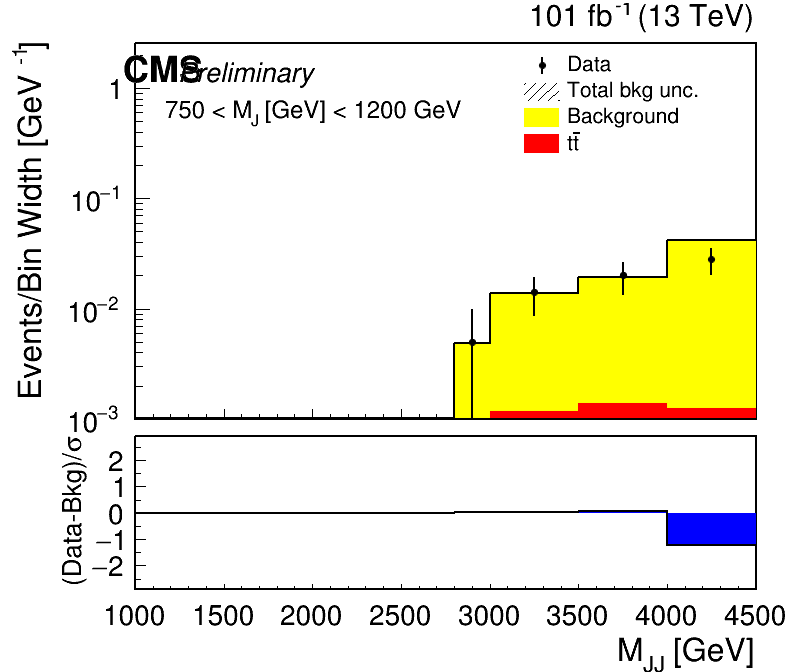 101 fb⁻¹ (13 TeV)
CMS Preliminary
750 < M_J [GeV] < 1200 GeV
Data
Total bkg unc.
Background
tt̄
Events/Bin Width [GeV⁻¹]
1
10⁻¹
10⁻²
10⁻³
(Data-Bkg)/σ
2
1
0
−1
−2
1000 1500 2000 2500 3000 3500 4000 4500
M_JJ [GeV]